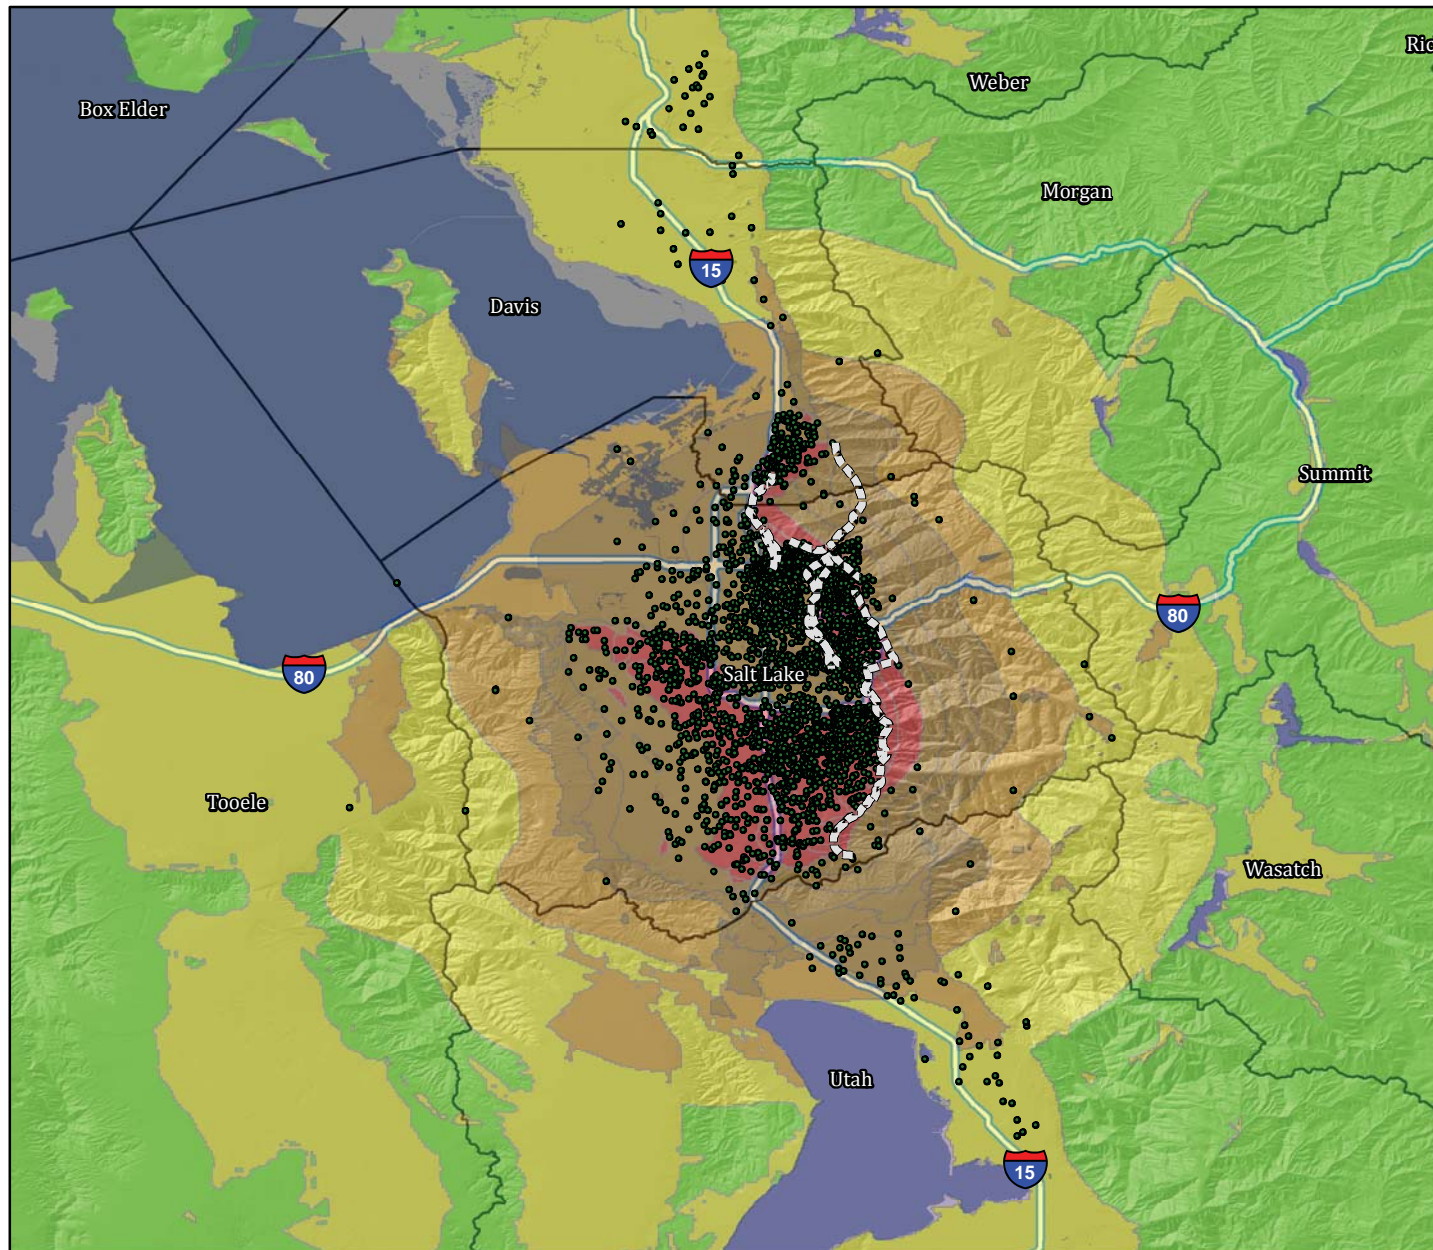 Ric
Weber
Box Elder
Morgan
15
Davis
Summit
80
Salt Lake
80
Tooele
Wasatch
Utah
15